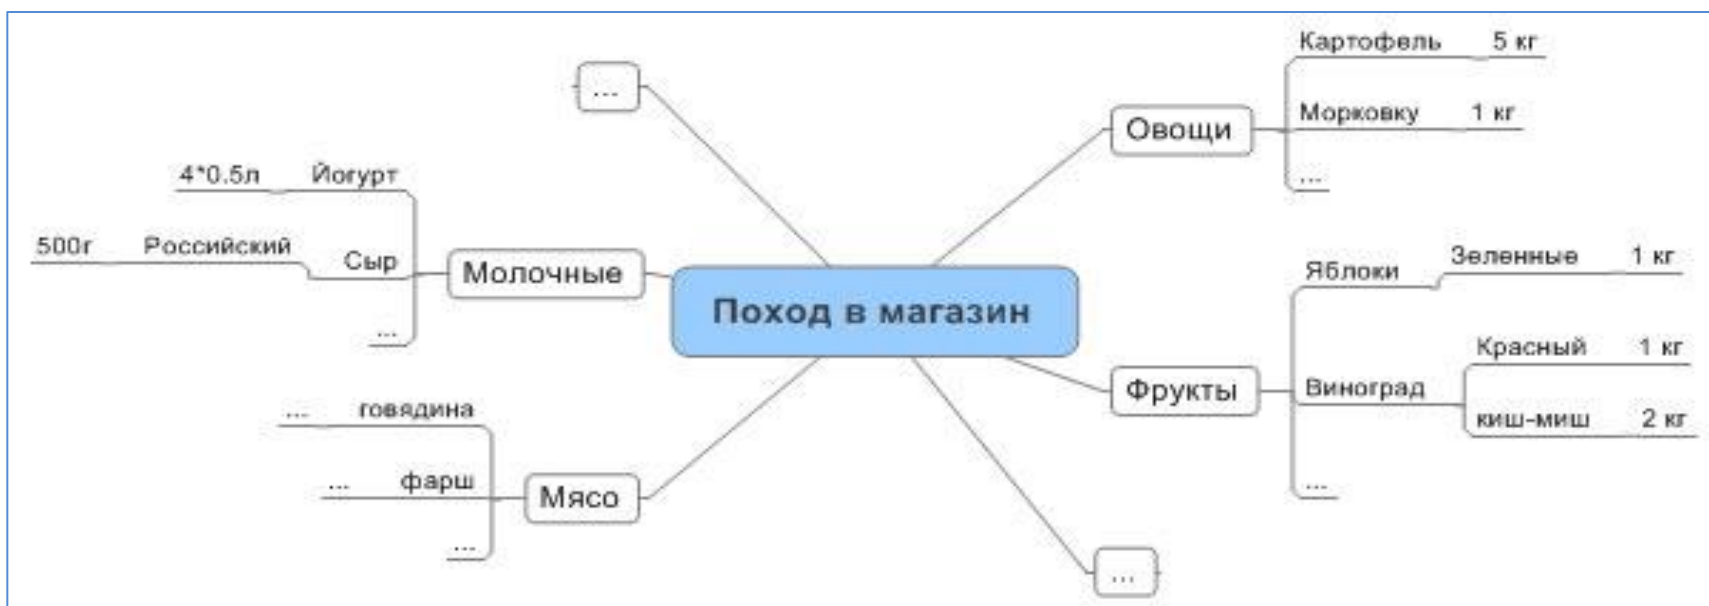 Поход в магазин
...
Овощи
Картофель 5 кг
Морковку 1 кг
...
Фрукты
Яблоки
Зеленные 1 кг
Виноград
Красный 1 кг
киш-миш 2 кг
...
...
Молочные
Йогурт
4*0.5л
Сыр
Российский
500г
...
Мясо
говядина
...
фарш
...
...